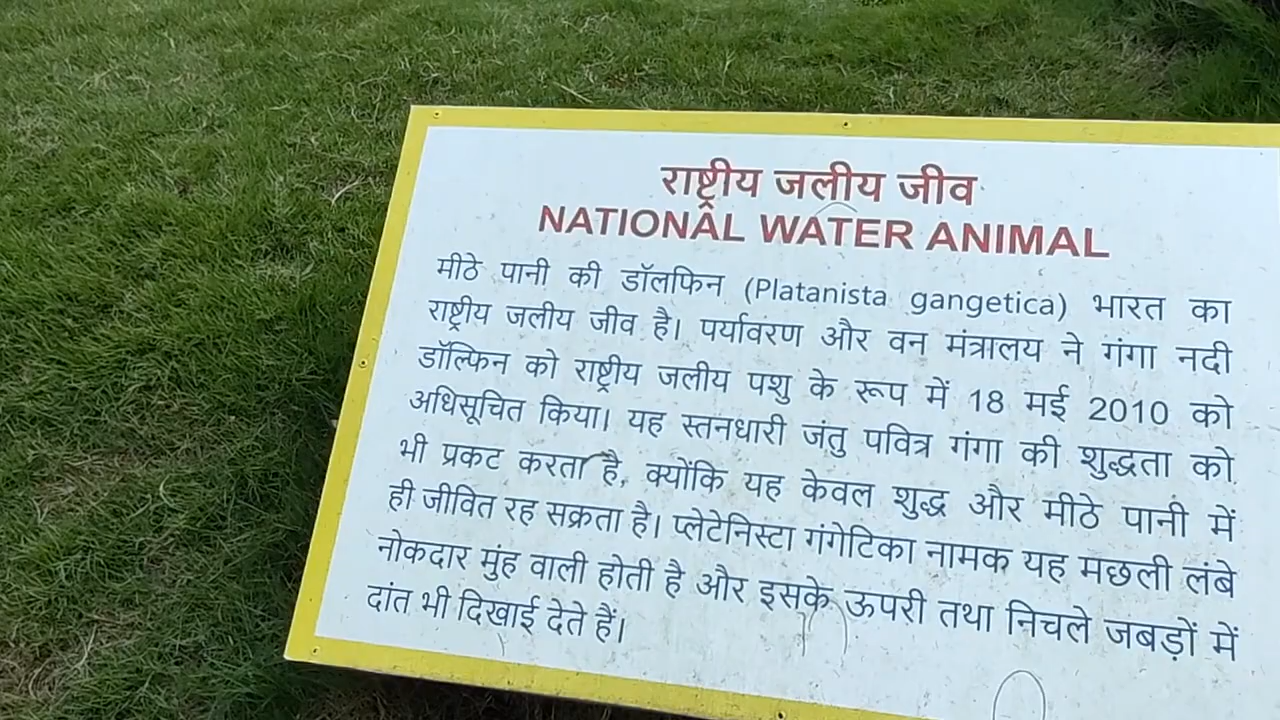 राष्ट्रीय जलीय जीव
NATIONAL WATER ANIMAL
मीठे पानी की डॉलफिन (Platanista gangetica) भारत का
राष्ट्रीय जलीय जीव है। पर्यावरण और वन मंत्रालय ने गंगा नदी
डॉल्फिन को राष्ट्रीय जलीय पशु के रूप में 18 मई 2010 को
अधिसूचित किया। यह स्तनधारी जंतु पवित्र गंगा की शुद्धता को
भी प्रकट करता है, क्योंकि यह केवल शुद्ध और मीठे पानी में
ही जीवित रह सक्रता है। प्लेटेनिस्टा गंगेटिका नामक यह मछली लंबे
नोकदार मुंह वाली होती है और इसके ऊपरी तथा निचले जबड़ों में
दांत भी दिखाई देते हैं।